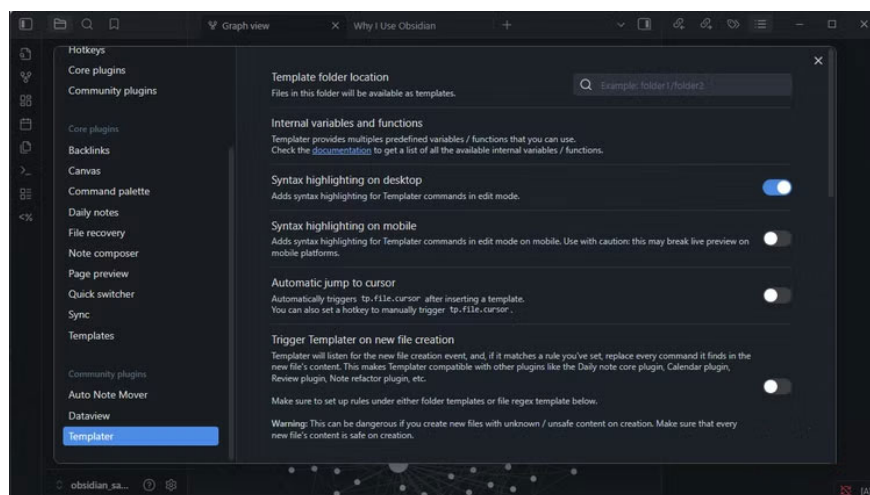 Graph view
Why I Use Obsidian
Hotkeys
Core plugins
Community plugins
Core plugins
Backlinks
Canvas
Command palette
Daily notes
File recovery
Note composer
Page preview
Quick switcher
Sync
Templates
Community plugins
Auto Note Mover
Dataview
Templater
Template folder location
Files in this folder will be available as templates.
Example: folder1/folder2
Internal variables and functions
Templater provides multiple predefined variables / functions that you can use.
Check the documentation to get a list of all the available internal variables / functions.
Syntax highlighting on desktop
Adds syntax highlighting for Templater commands in edit mode.
Syntax highlighting on mobile
Adds syntax highlighting for Templater commands in edit mode on mobile. Use with caution: this may break live preview on
mobile platforms.
Automatic jump to cursor
Automatically triggers tp.file.cursor after inserting a template.
You can also set a hotkey to manually trigger tp.file.cursor.
Trigger Templater on new file creation
Templater will listen for the new file creation event, and, if it matches a rule you've set, replace every command it finds in the
new file's content. This makes Templater compatible with other plugins like the Daily note core plugin, Calendar plugin,
Review plugin, Note refactor plugin, etc.
Make sure to set up rules under either folder templates or file regex template below.
Warning: This can be dangerous if you create new files with unknown / unsafe content on creation. Make sure that every
new file's content is safe on creation.
obsidian_sa...